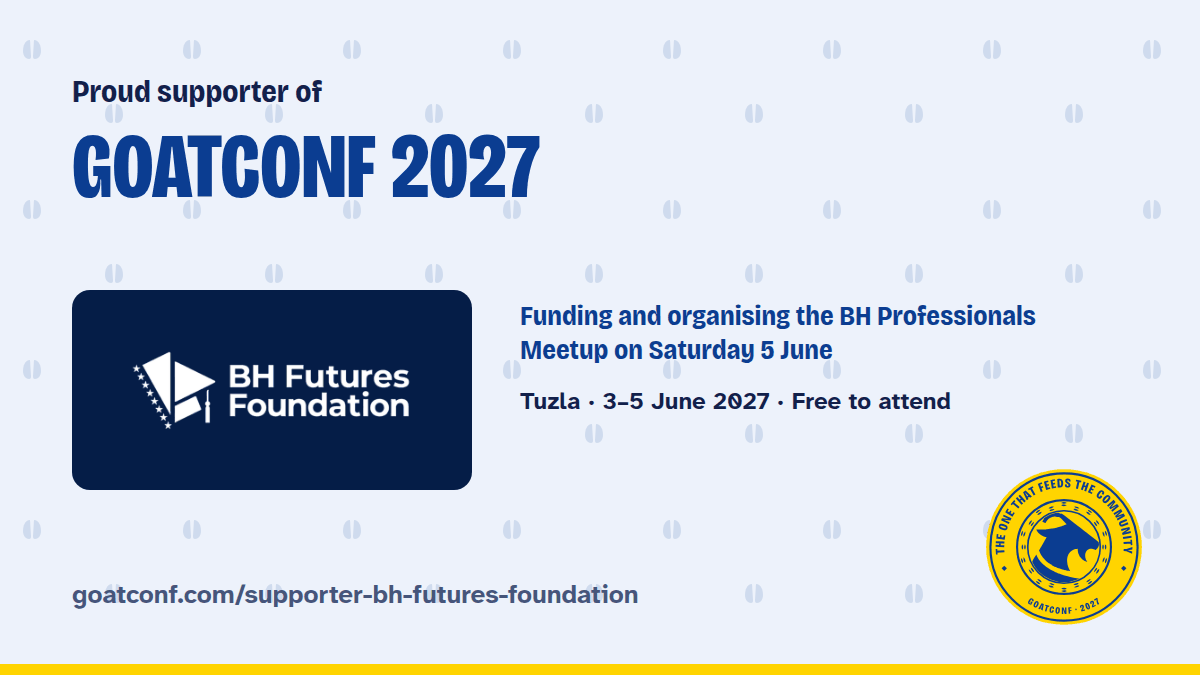 Proud supporter of
GOATCONF 2027
BH Futures
Foundation
Funding and organising the BH Professionals
Meetup on Saturday 5 June
Tuzla · 3–5 June 2027 · Free to attend
THE ONE THAT FEEDS THE COMMUNITY
GOATCONF · 2027
goatconf.com/supporter-bh-futures-foundation